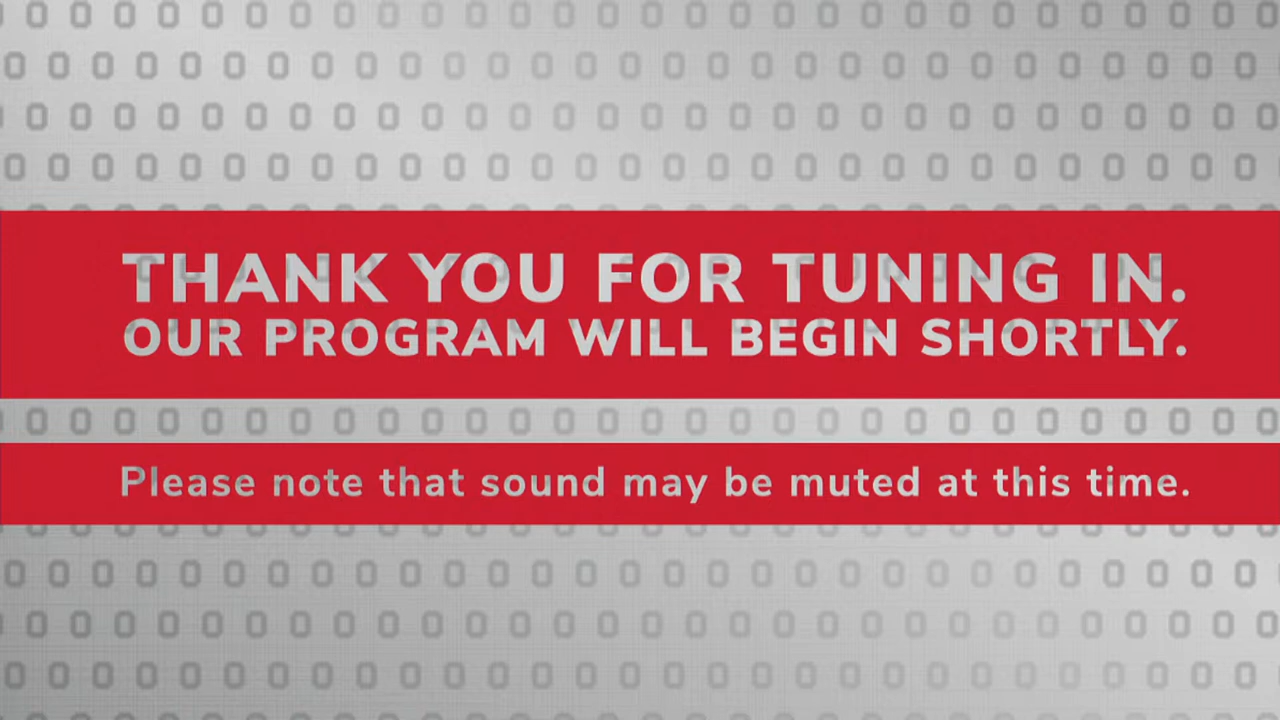 THANK YOU FOR TUNING IN.
OUR PROGRAM WILL BEGIN SHORTLY.
Please note that sound may be muted at this time.